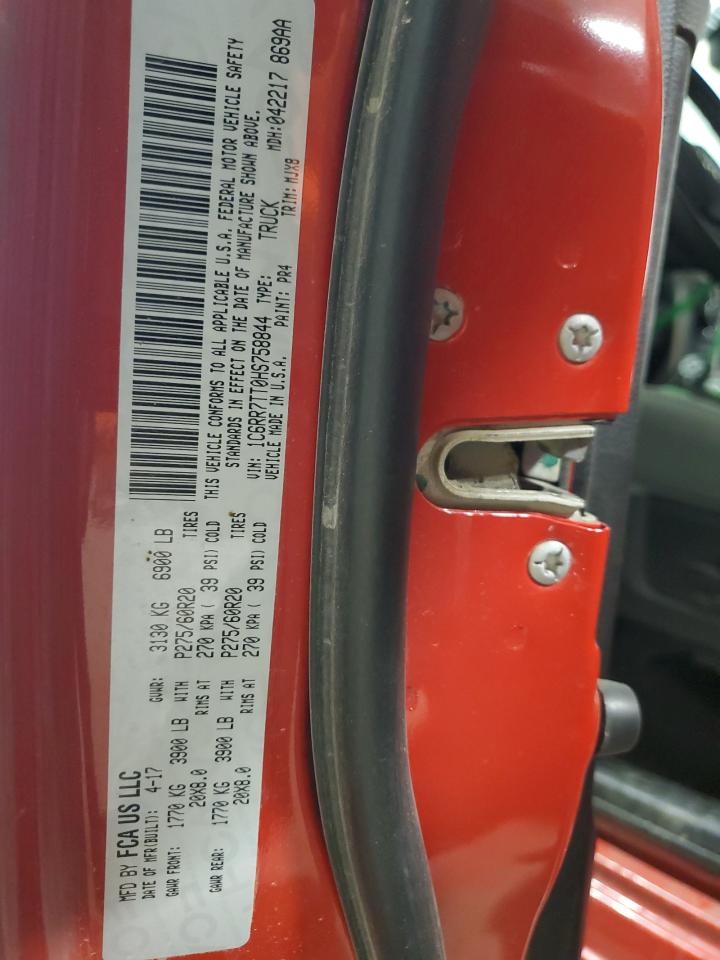 MFD BY FCA US LLC
DATE OF MFR(BUILT): 4-17 GVWR: 3130 KG 6900 LB
GAWR FRONT: 1770 KG 3900 LB WITH P275/60R20 TIRES
20X8.0 RIMS AT 270 KPA ( 39 PSI) COLD
GAWR REAR: 1770 KG 3900 LB WITH P275/60R20 TIRES
20X8.0 RIMS AT 270 KPA ( 39 PSI) COLD
THIS VEHICLE CONFORMS TO ALL APPLICABLE U.S.A. FEDERAL MOTOR VEHICLE SAFETY
STANDARDS IN EFFECT ON THE DATE OF MANUFACTURE SHOWN ABOVE.
VIN: 1C6RR7TT0HS758844 TYPE: TRUCK MDH:042217 869AA
VEHICLE MADE IN U.S.A. PAINT: PR4 TRIM: MJX8